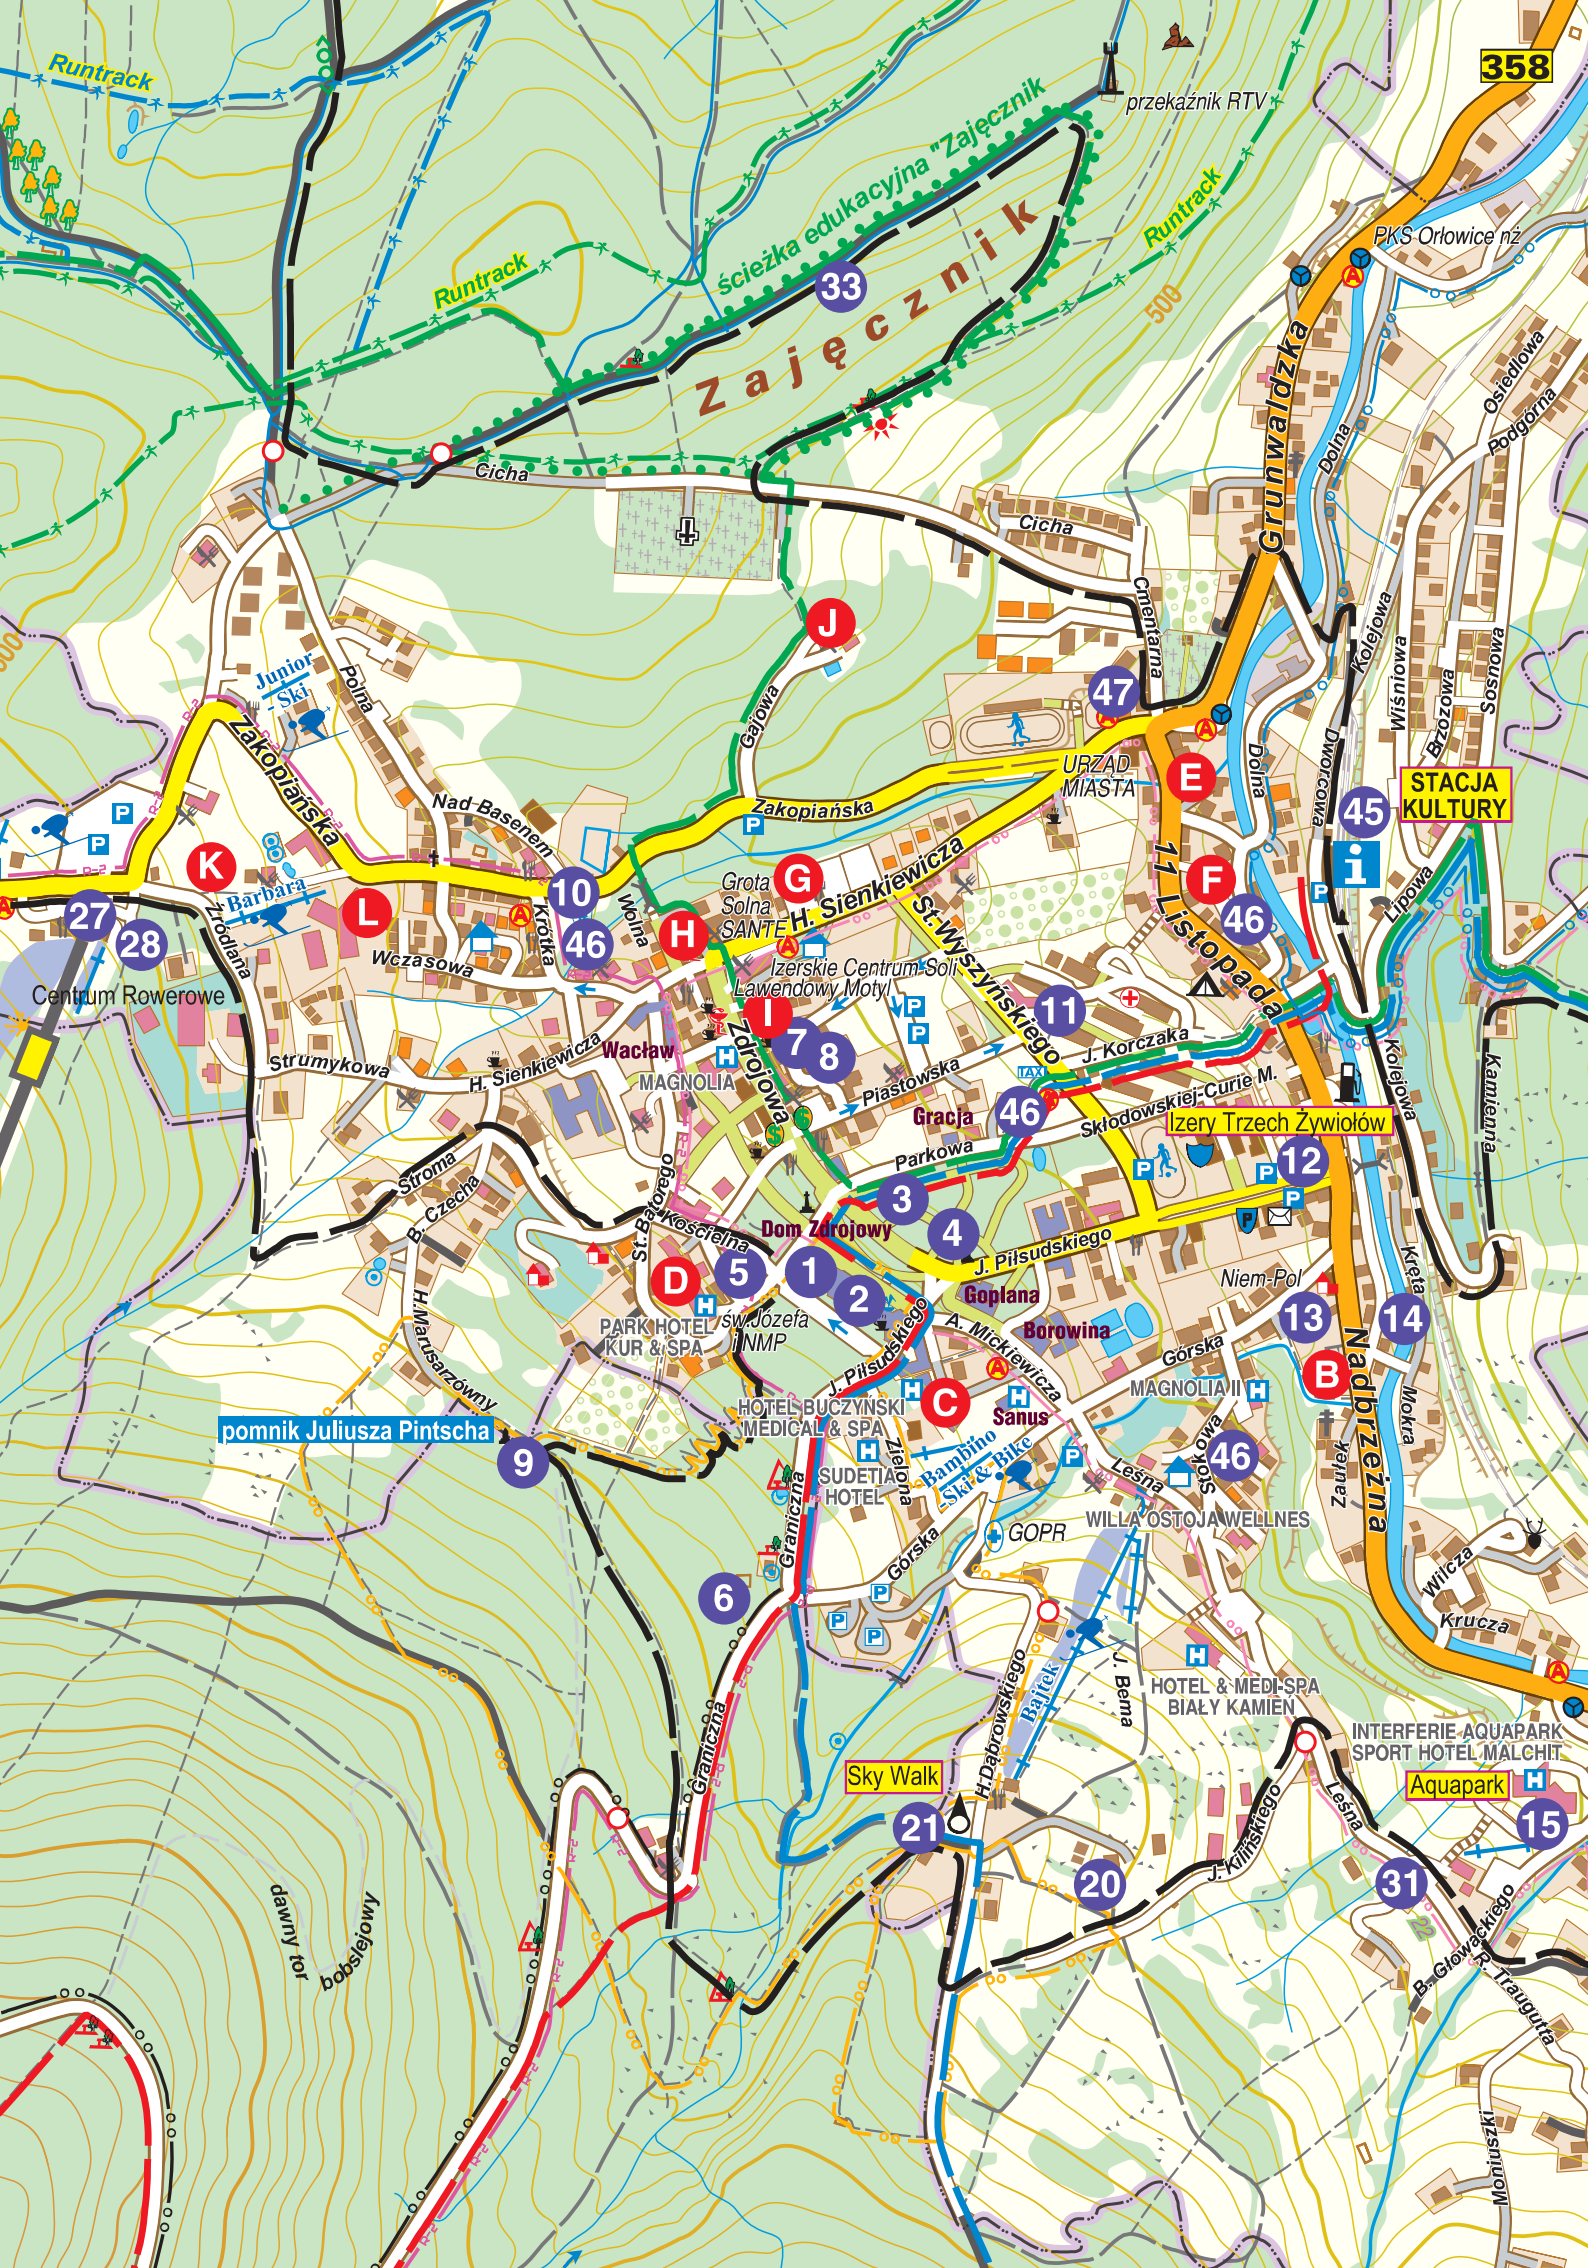 358
Runtrack
przekaźnik RTV
ścieżka edukacyjna "Zajęcznik
Runtrack
PKS Orłowice nż
Runtrack
33
Zajęcznik
500
Grunwaldzka
Osiedlowa
Podgórna
Dolna
Cicha
Cicha
Cmentarna
J
Kolejowa
Wiśniowa
Brzozowa
Sosnowa
Junior
- Ski
Polna
Gajowa
47
R-2
Zakopiańska
R-2
URZĄD
MIASTA
E
Dolna
Dworcowa
STACJA
KULTURY
P
P
Nad Basenem
Zakopiańska
P
45
i
K
Barbara
R-2
L
10
Wolna
Grota
Solna
SANTE
G
H. Sienkiewicza
St. Wyszyńskiego
11 Listopada
F
46
P
Lipowa
27
28
Źródlana
Krótka
46
H
A
Wczasowa
Izerskie Centrum Soli
Lawendowy Motyl
Centrum Rowerowe
I
P
P
11
Wacław
7
8
Zdrojowa
H
J. Korczaka
Strumykowa
H. Sienkiewicza
MAGNOLIA
Piastowska
TAXI
Kolejowa
Kamienna
Gracja
46
Skłodowskiej-Curie M.
Izery Trzech Żywiołów
Stroma
B. Czecha
St. Batorego
Kościelna
Parkowa
P
12
P
P
3
Dom Zdrojowy
4
J. Piłsudskiego
P
Kręta
D
5
1
2
H
św.Józefa
i NMP
Goplana
Niem-Pol
PARK HOTEL
KUR & SPA
H.Marusarzówny
J. Piłsudskiego
A. Mickiewicza
Borowina
Górska
13
14
Nadbrzeżna
pomnik Juliusza Pintscha
9
HOTEL BUCZYŃSKI
MEDICAL & SPA
H
C
H
Sanus
MAGNOLIA II
H
B
Mokra
Zielona
Bambino
-Ski & Bike
P
H
SUDETIA
HOTEL
Leśna
Stokowa
46
Zaułek
WILLA OSTOJA WELLNES
GOPR
Graniczna
Górska
6
P
P
P
Wilcza
Krucza
H.Dąbrowskiego
Bajtek
J. Bema
H
HOTEL & MEDI-SPA
BIAŁY KAMIEŃ
Graniczna
INTERFERIE AQUAPARK
SPORT HOTEL MALCHIT
Sky Walk
Aquapark
H
21
15
J. Kilińskiego
Leśna
20
31
22
B. Głowackiego
R. Traugutta
dawny tor
bobslejowy
R-2
Moniuszki